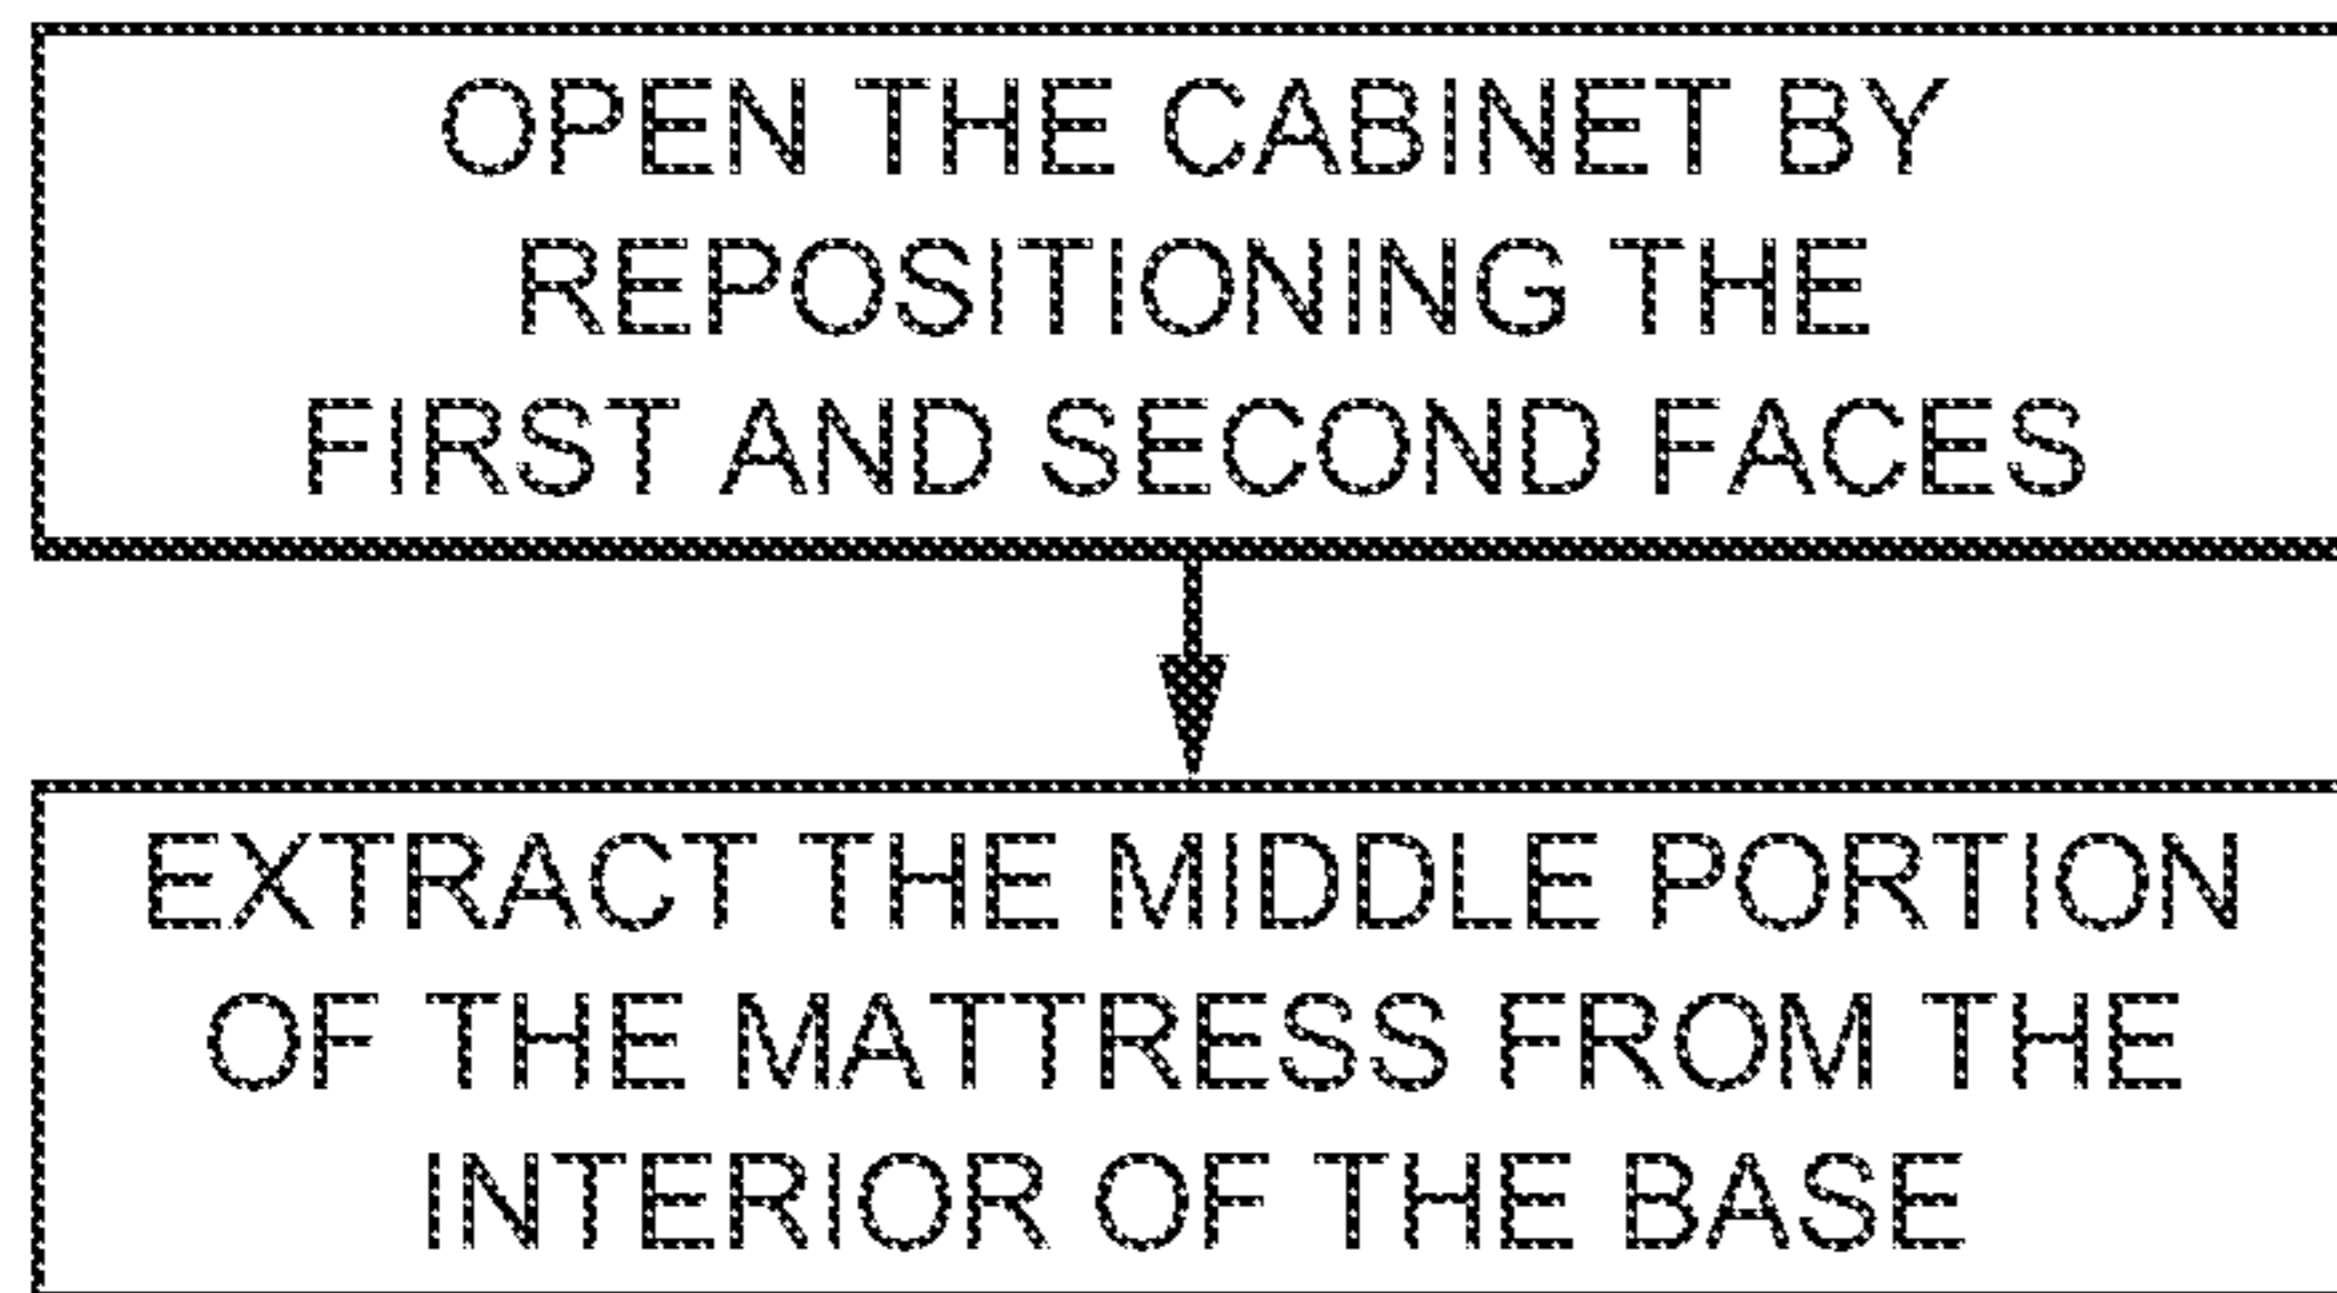 OPEN THE CABINET BY
REPOSITIONING THE
FIRST AND SECOND FACES
EXTRACT THE MIDDLE PORTION
OF THE MATTRESS FROM THE
INTERIOR OF THE BASE